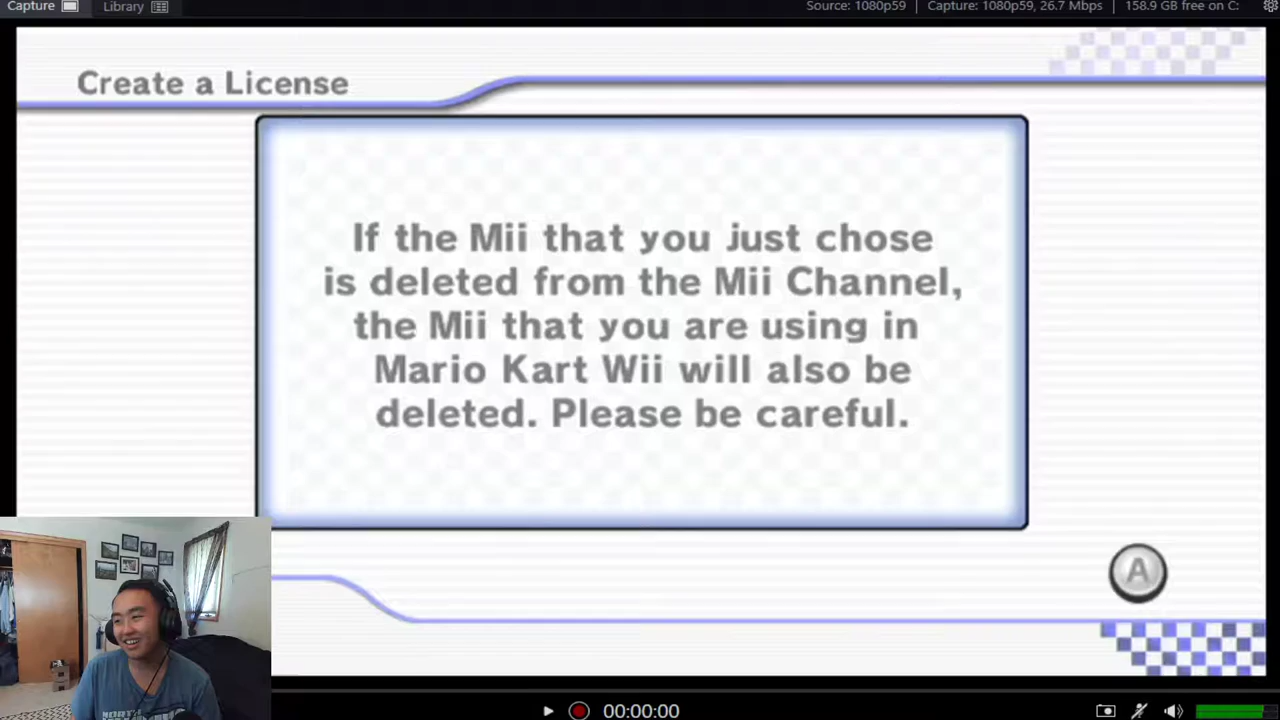 Capture
Library
Source: 1080p59
Capture: 1080p59, 26.7 Mbps
158.9 GB free on C:
Create a License
If the Mii that you just chose
is deleted from the Mii Channel,
the Mii that you are using in
Mario Kart Wii will also be
deleted. Please be careful.
A
00:00:00